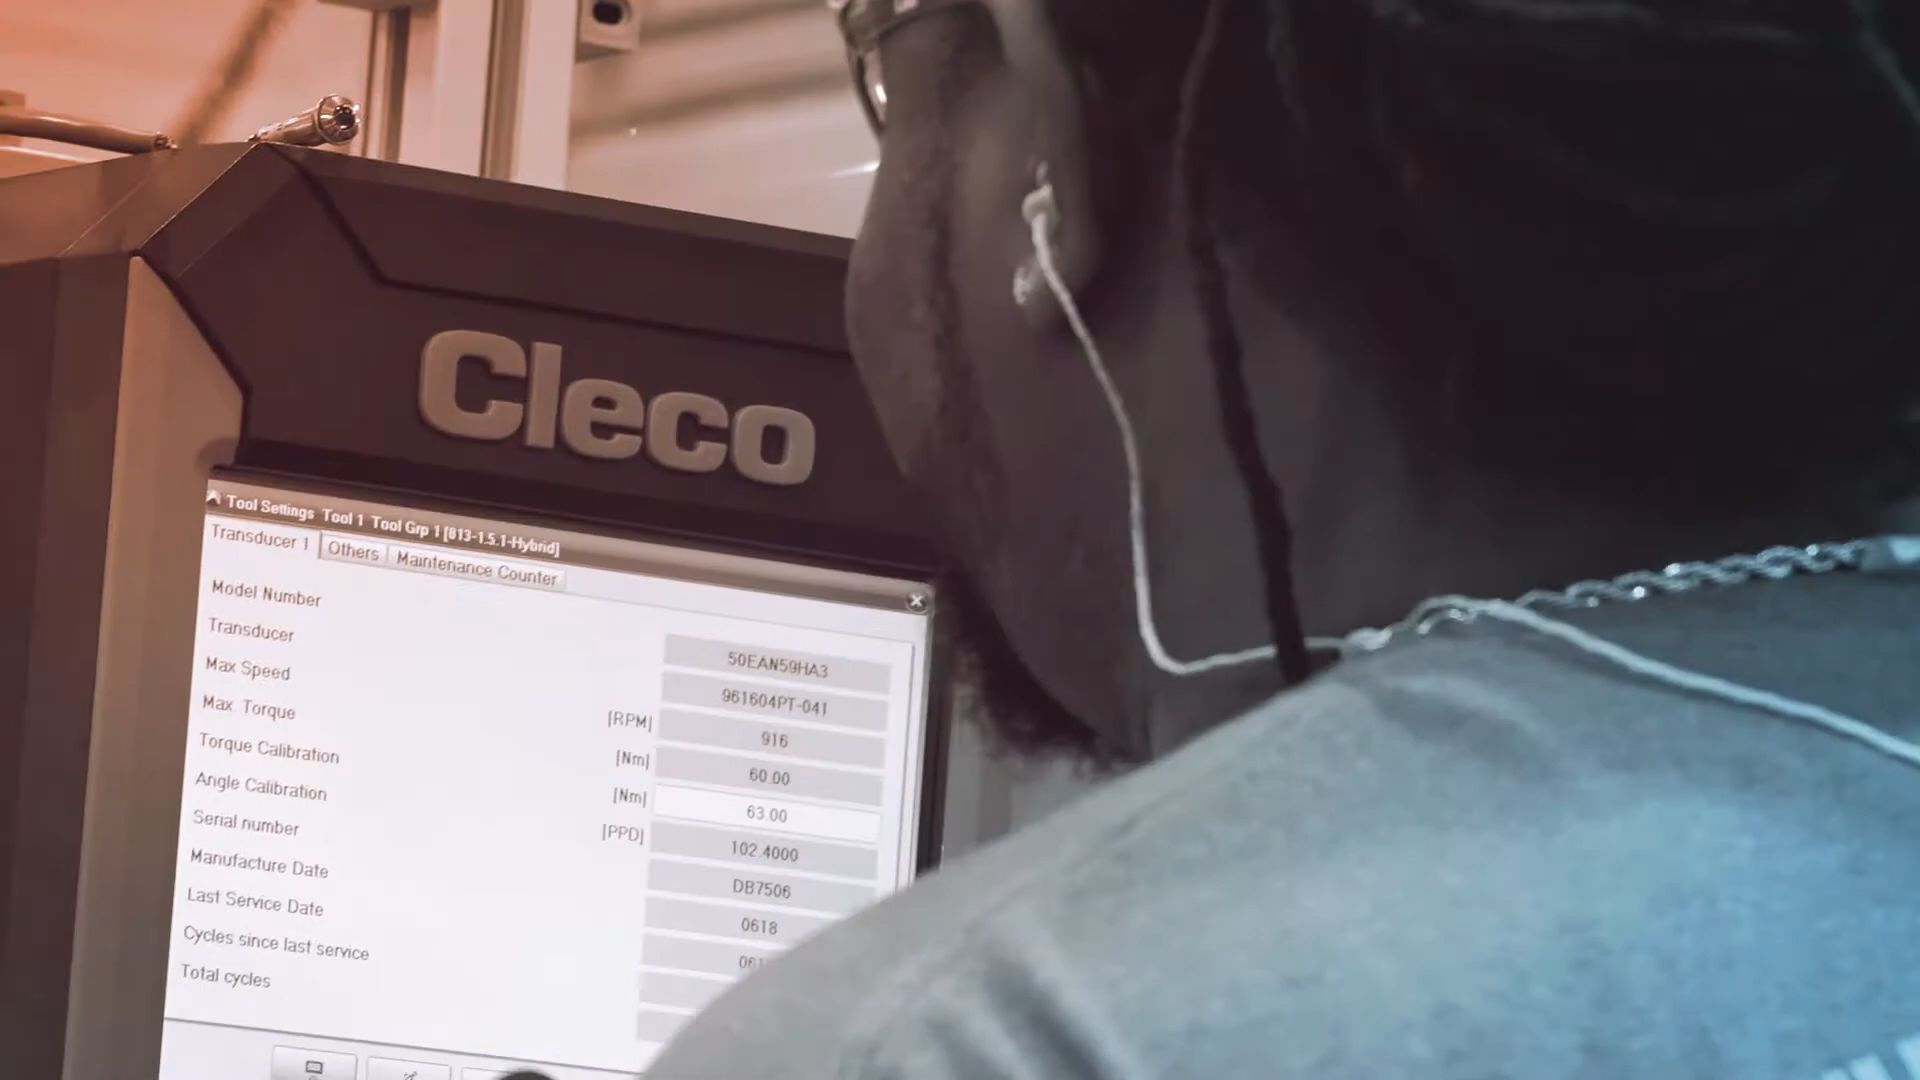 Cleco
Tool Settings Tool 1 Tool Grp 1 [813-1.5.1-Hybrid]
Transducer 1 Others Maintenance Counter
Model Number 50EAN59HA3
Transducer 961604PT-041
Max Speed [RPM] 916
Max Torque [Nm] 60.00
Torque Calibration [Nm] 63.00
Angle Calibration [PPD] 102.4000
Serial number DB7506
Manufacture Date 0618
Last Service Date
Cycles since last service
Total cycles